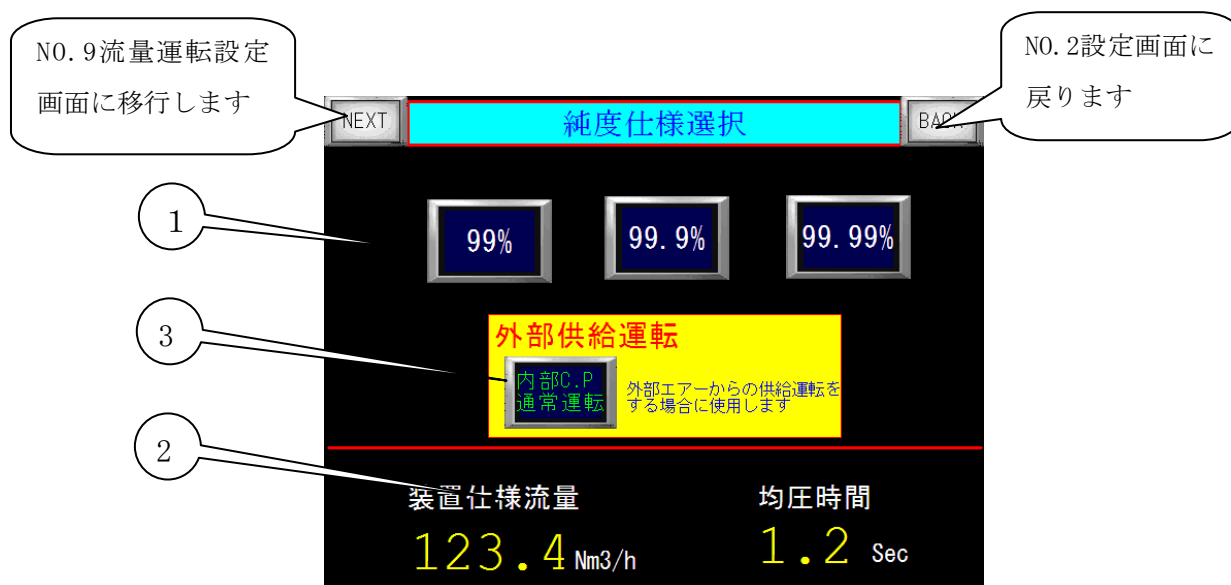 NO.9流量運転設定
画面に移行します
NO.2設定画面に
戻ります
NEXT
純度仕様選択
BACK
1
99%
99.9%
99.99%
3
外部供給運転
内部C.P
通常運転
外部エアーからの供給運転を
する場合に使用します
2
装置仕様流量
均圧時間
123.4 Nm3/h
1.2 Sec